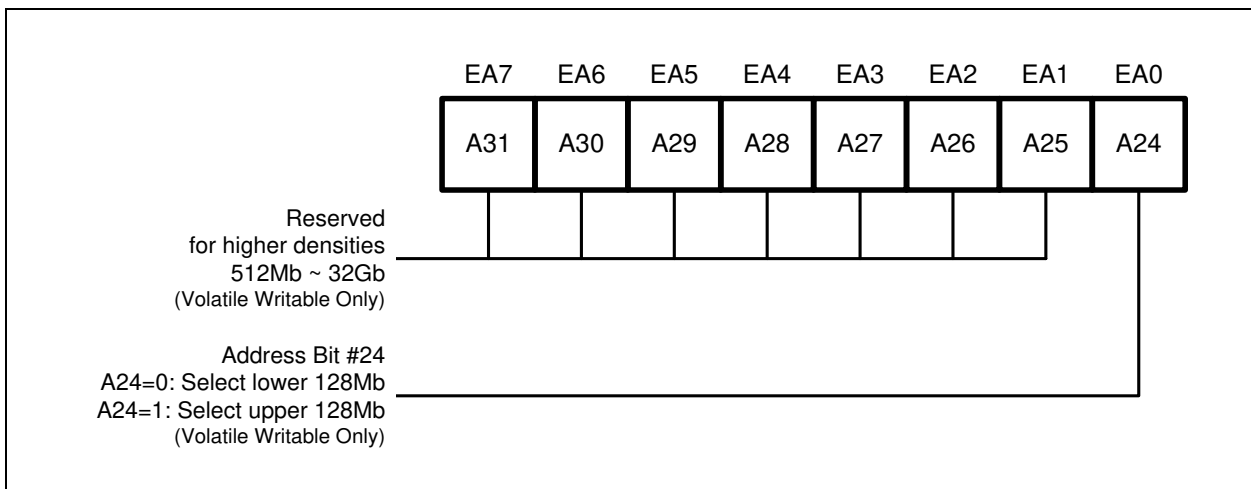 EA7 EA6 EA5 EA4 EA3 EA2 EA1 EA0
A31 A30 A29 A28 A27 A26 A25 A24
Reserved
for higher densities
512Mb ~ 32Gb
(Volatile Writable Only)
Address Bit #24
A24=0: Select lower 128Mb
A24=1: Select upper 128Mb
(Volatile Writable Only)